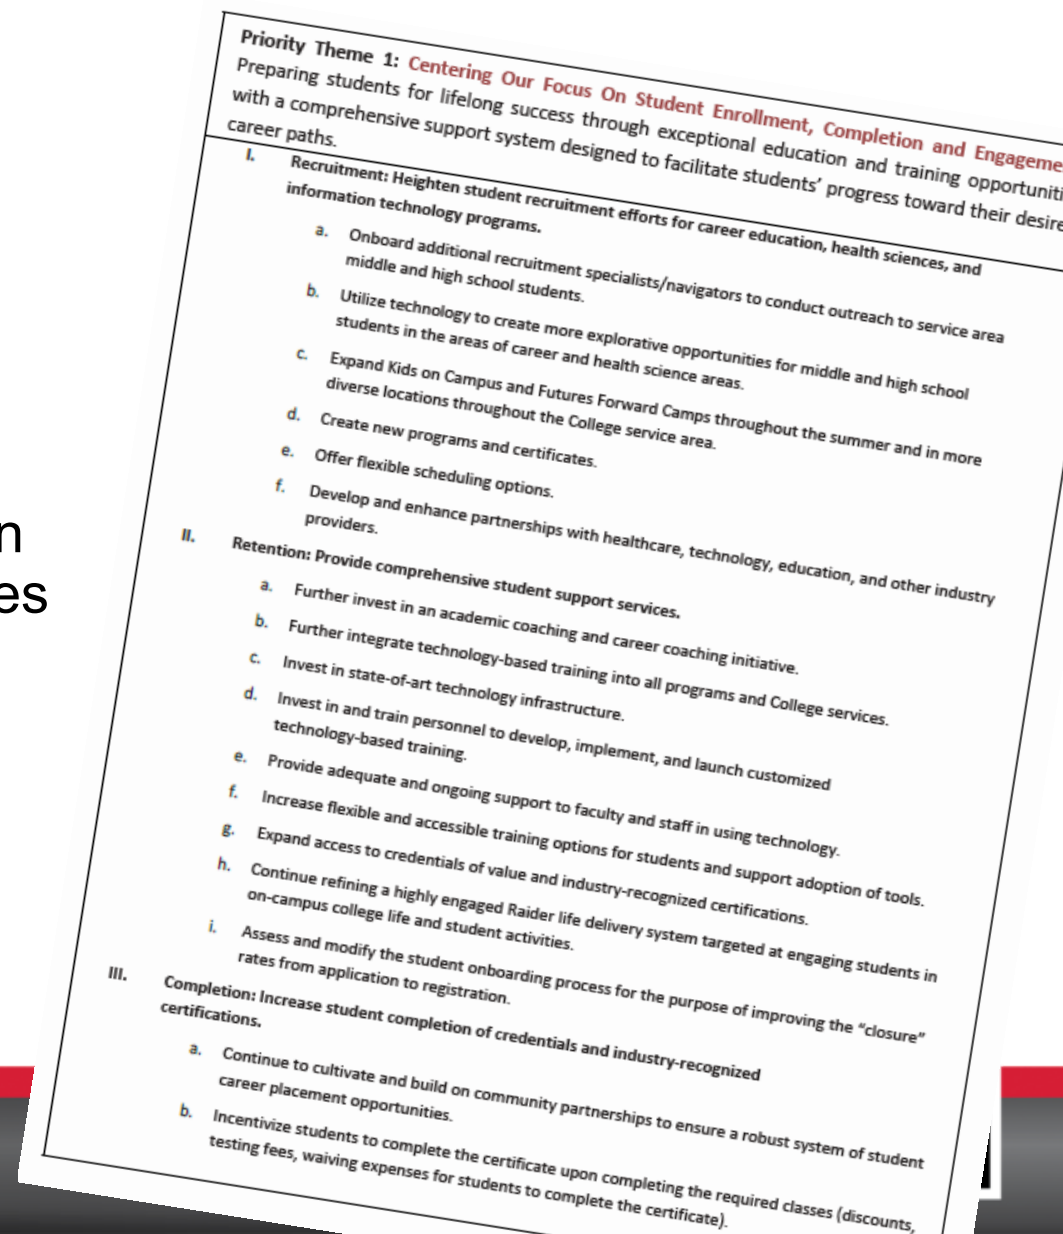 Priority Theme 1: Centering Our Focus On Student Enrollment, Completion and Engageme
Preparing students for lifelong success through exceptional education and training opportuniti
with a comprehensive support system designed to facilitate students' progress toward their desire
career paths.
I. Recruitment: Heighten student recruitment efforts for career education, health sciences, and
information technology programs.
a. Onboard additional recruitment specialists/navigators to conduct outreach to service area
middle and high school students.
b. Utilize technology to create more explorative opportunities for middle and high school
students in the areas of career and health science areas.
c. Expand Kids on Campus and Futures Forward Camps throughout the summer and in more
diverse locations throughout the College service area.
d. Create new programs and certificates.
e. Offer flexible scheduling options.
f. Develop and enhance partnerships with healthcare, technology, education, and other industry
providers.
n
es
II. Retention: Provide comprehensive student support services.
a. Further invest in an academic coaching and career coaching initiative.
b. Further integrate technology-based training into all programs and College services.
c. Invest in state-of-art technology infrastructure.
d. Invest in and train personnel to develop, implement, and launch customized
technology-based training.
e. Provide adequate and ongoing support to faculty and staff in using technology.
f. Increase flexible and accessible training options for students and support adoption of tools.
g. Expand access to credentials of value and industry-recognized certifications.
h. Continue refining a highly engaged Raider life delivery system targeted at engaging students in
on-campus college life and student activities.
i. Assess and modify the student onboarding process for the purpose of improving the "closure"
rates from application to registration.
III. Completion: Increase student completion of credentials and industry-recognized
certifications.
a. Continue to cultivate and build on community partnerships to ensure a robust system of student
career placement opportunities.
b. Incentivize students to complete the certificate upon completing the required classes (discounts,
testing fees, waiving expenses for students to complete the certificate).